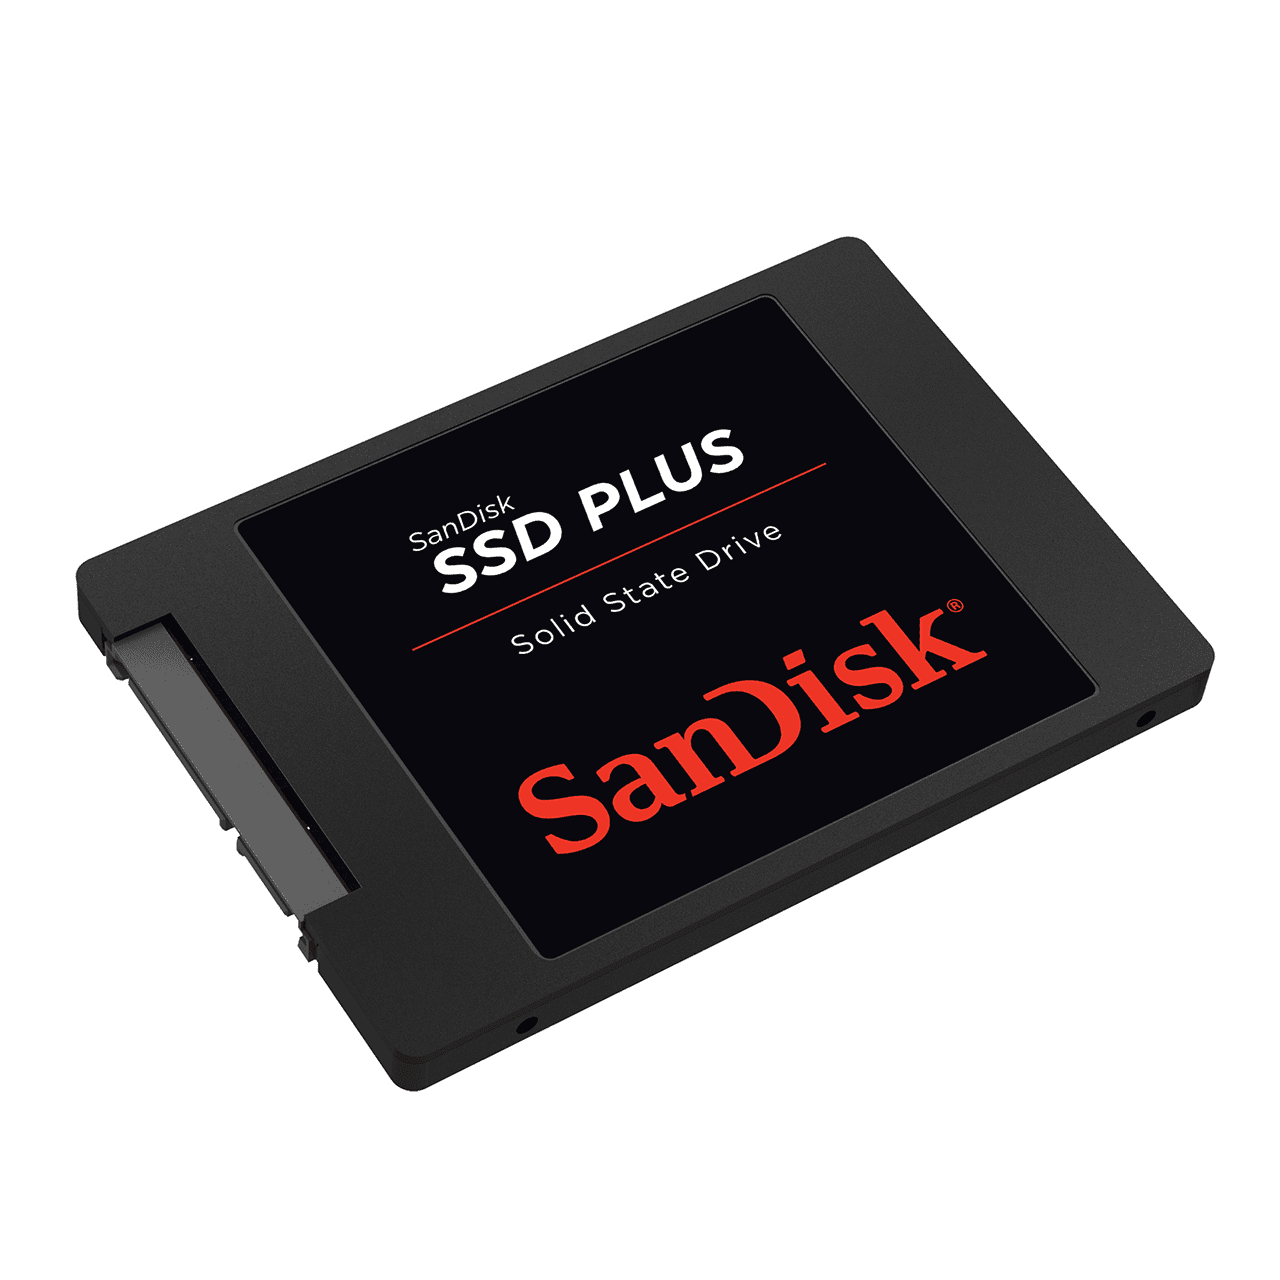 SanDisk
SSD PLUS
Solid State Drive
SanDisk®